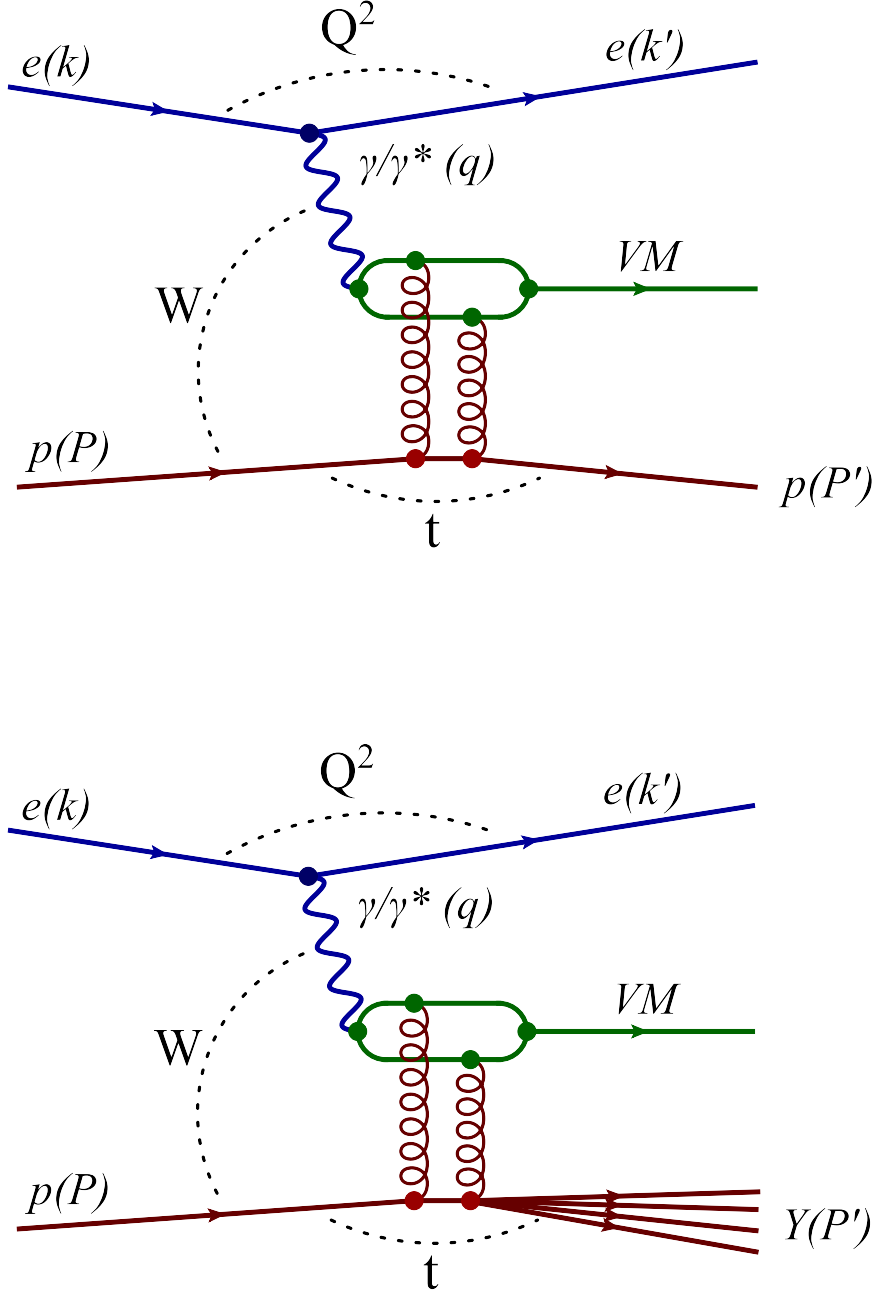 Q²
e(k)
e(k')
γ/γ* (q)
VM
W
p(P)
p(P')
t
Q²
e(k)
e(k')
γ/γ* (q)
VM
W
p(P)
Y(P')
t